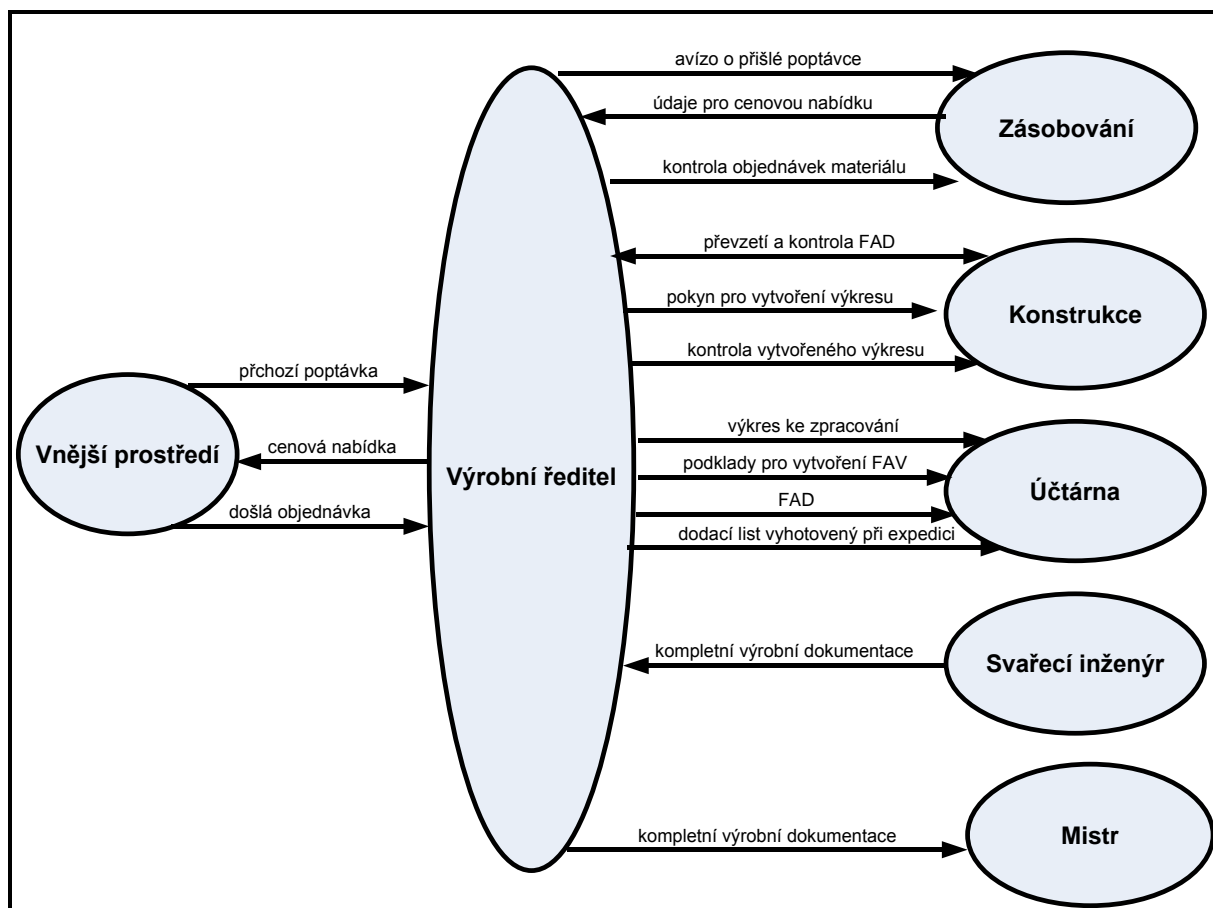 avízo o přišlé poptávce
údaje pro cenovou nabídku
Zásobování
kontrola objednávek materiálu
převzetí a kontrola FAD
pokyn pro vytvoření výkresu
Konstrukce
kontrola vytvořeného výkresu
přchozí poptávka
cenová nabídka
Vnější prostředí
došlá objednávka
Výrobní ředitel
výkres ke zpracování
podklady pro vytvoření FAV
FAD
dodací list vyhotovený při expedici
Účtárna
kompletní výrobní dokumentace
Svařecí inženýr
kompletní výrobní dokumentace
Mistr